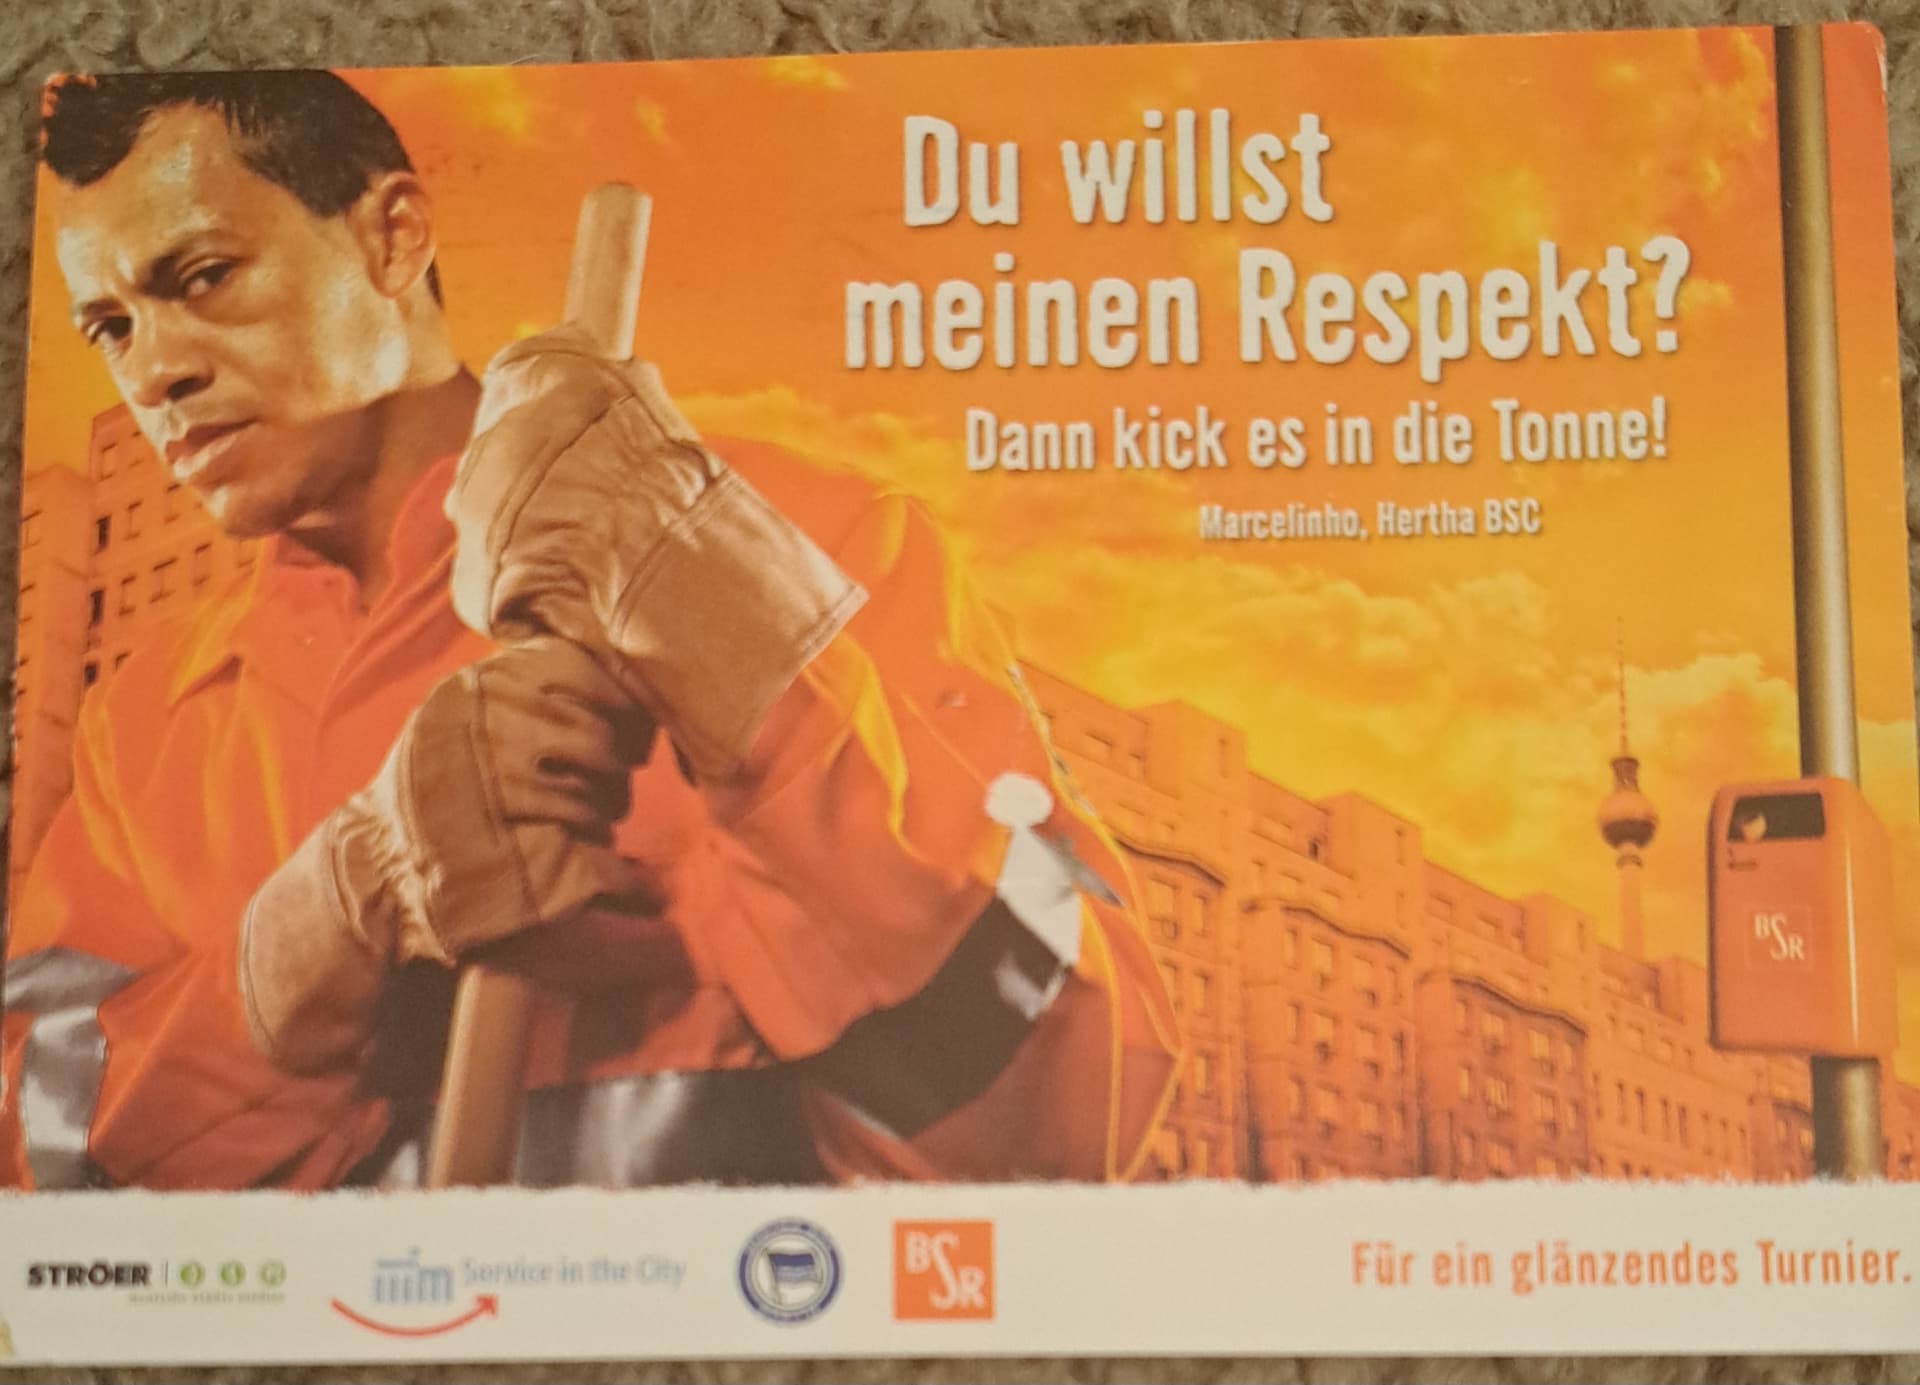 Du willst
meinen Respekt?
Dann kick es in die Tonne!
Marcelinho, Hertha BSC
BSR
STRÖER
Service in the City
BSR
Für ein glänzendes Turnier.